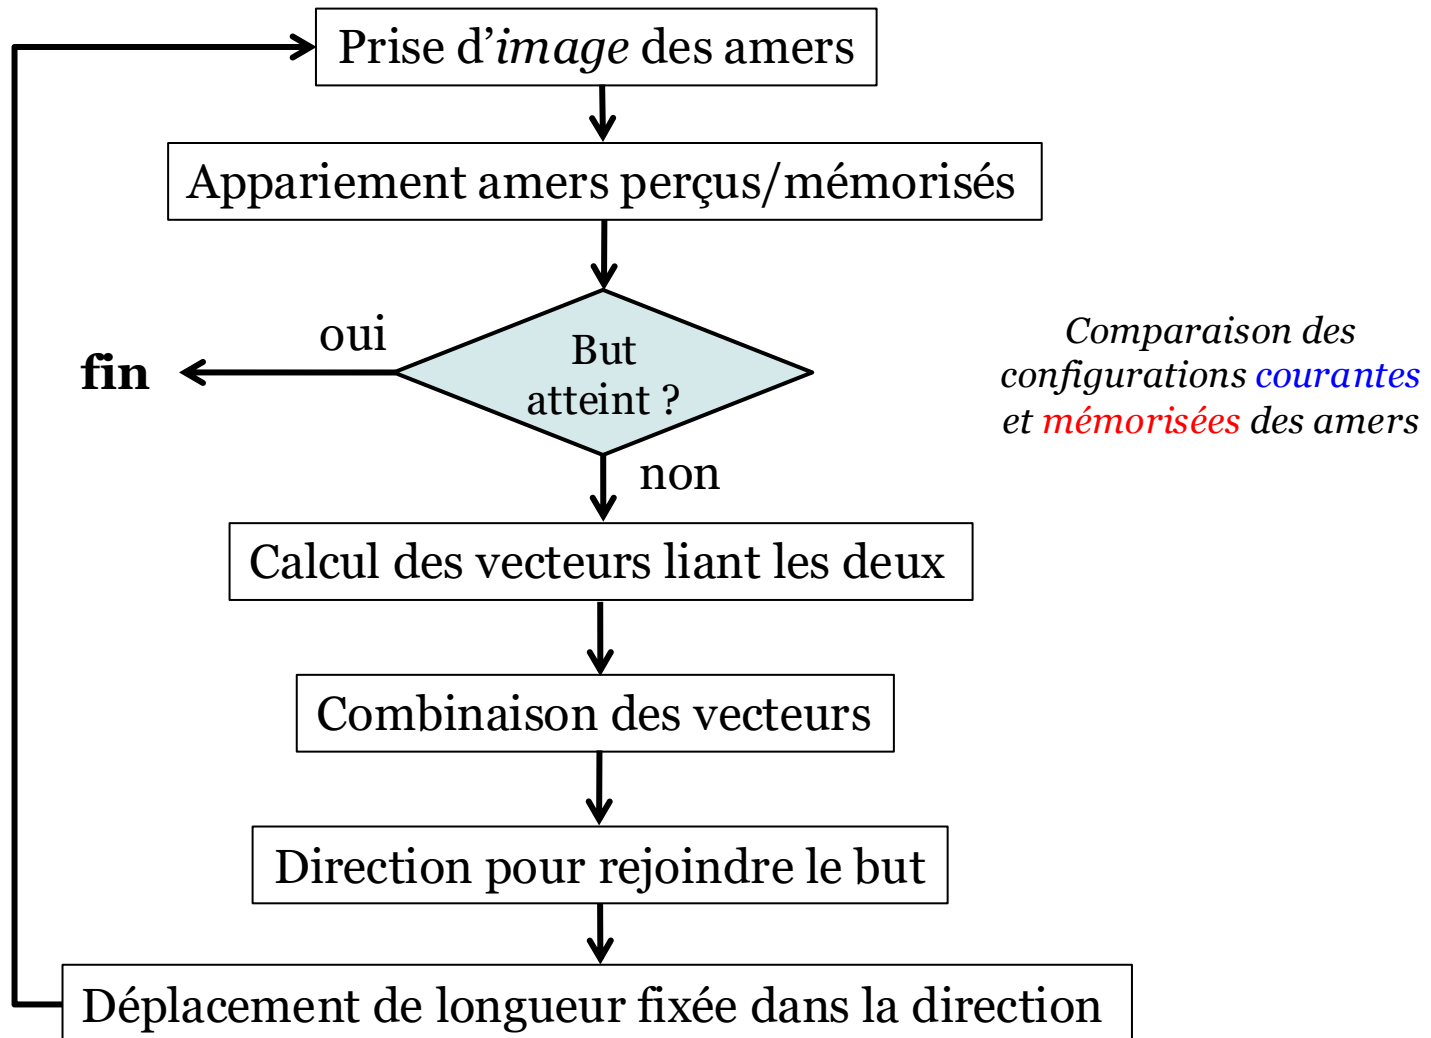 Prise d’image des amers
Appariement amers perçus/mémorisés
oui
But
atteint ?
fin
Comparaison des
configurations courantes
et mémorisées des amers
non
Calcul des vecteurs liant les deux
Combinaison des vecteurs
Direction pour rejoindre le but
Déplacement de longueur fixée dans la direction